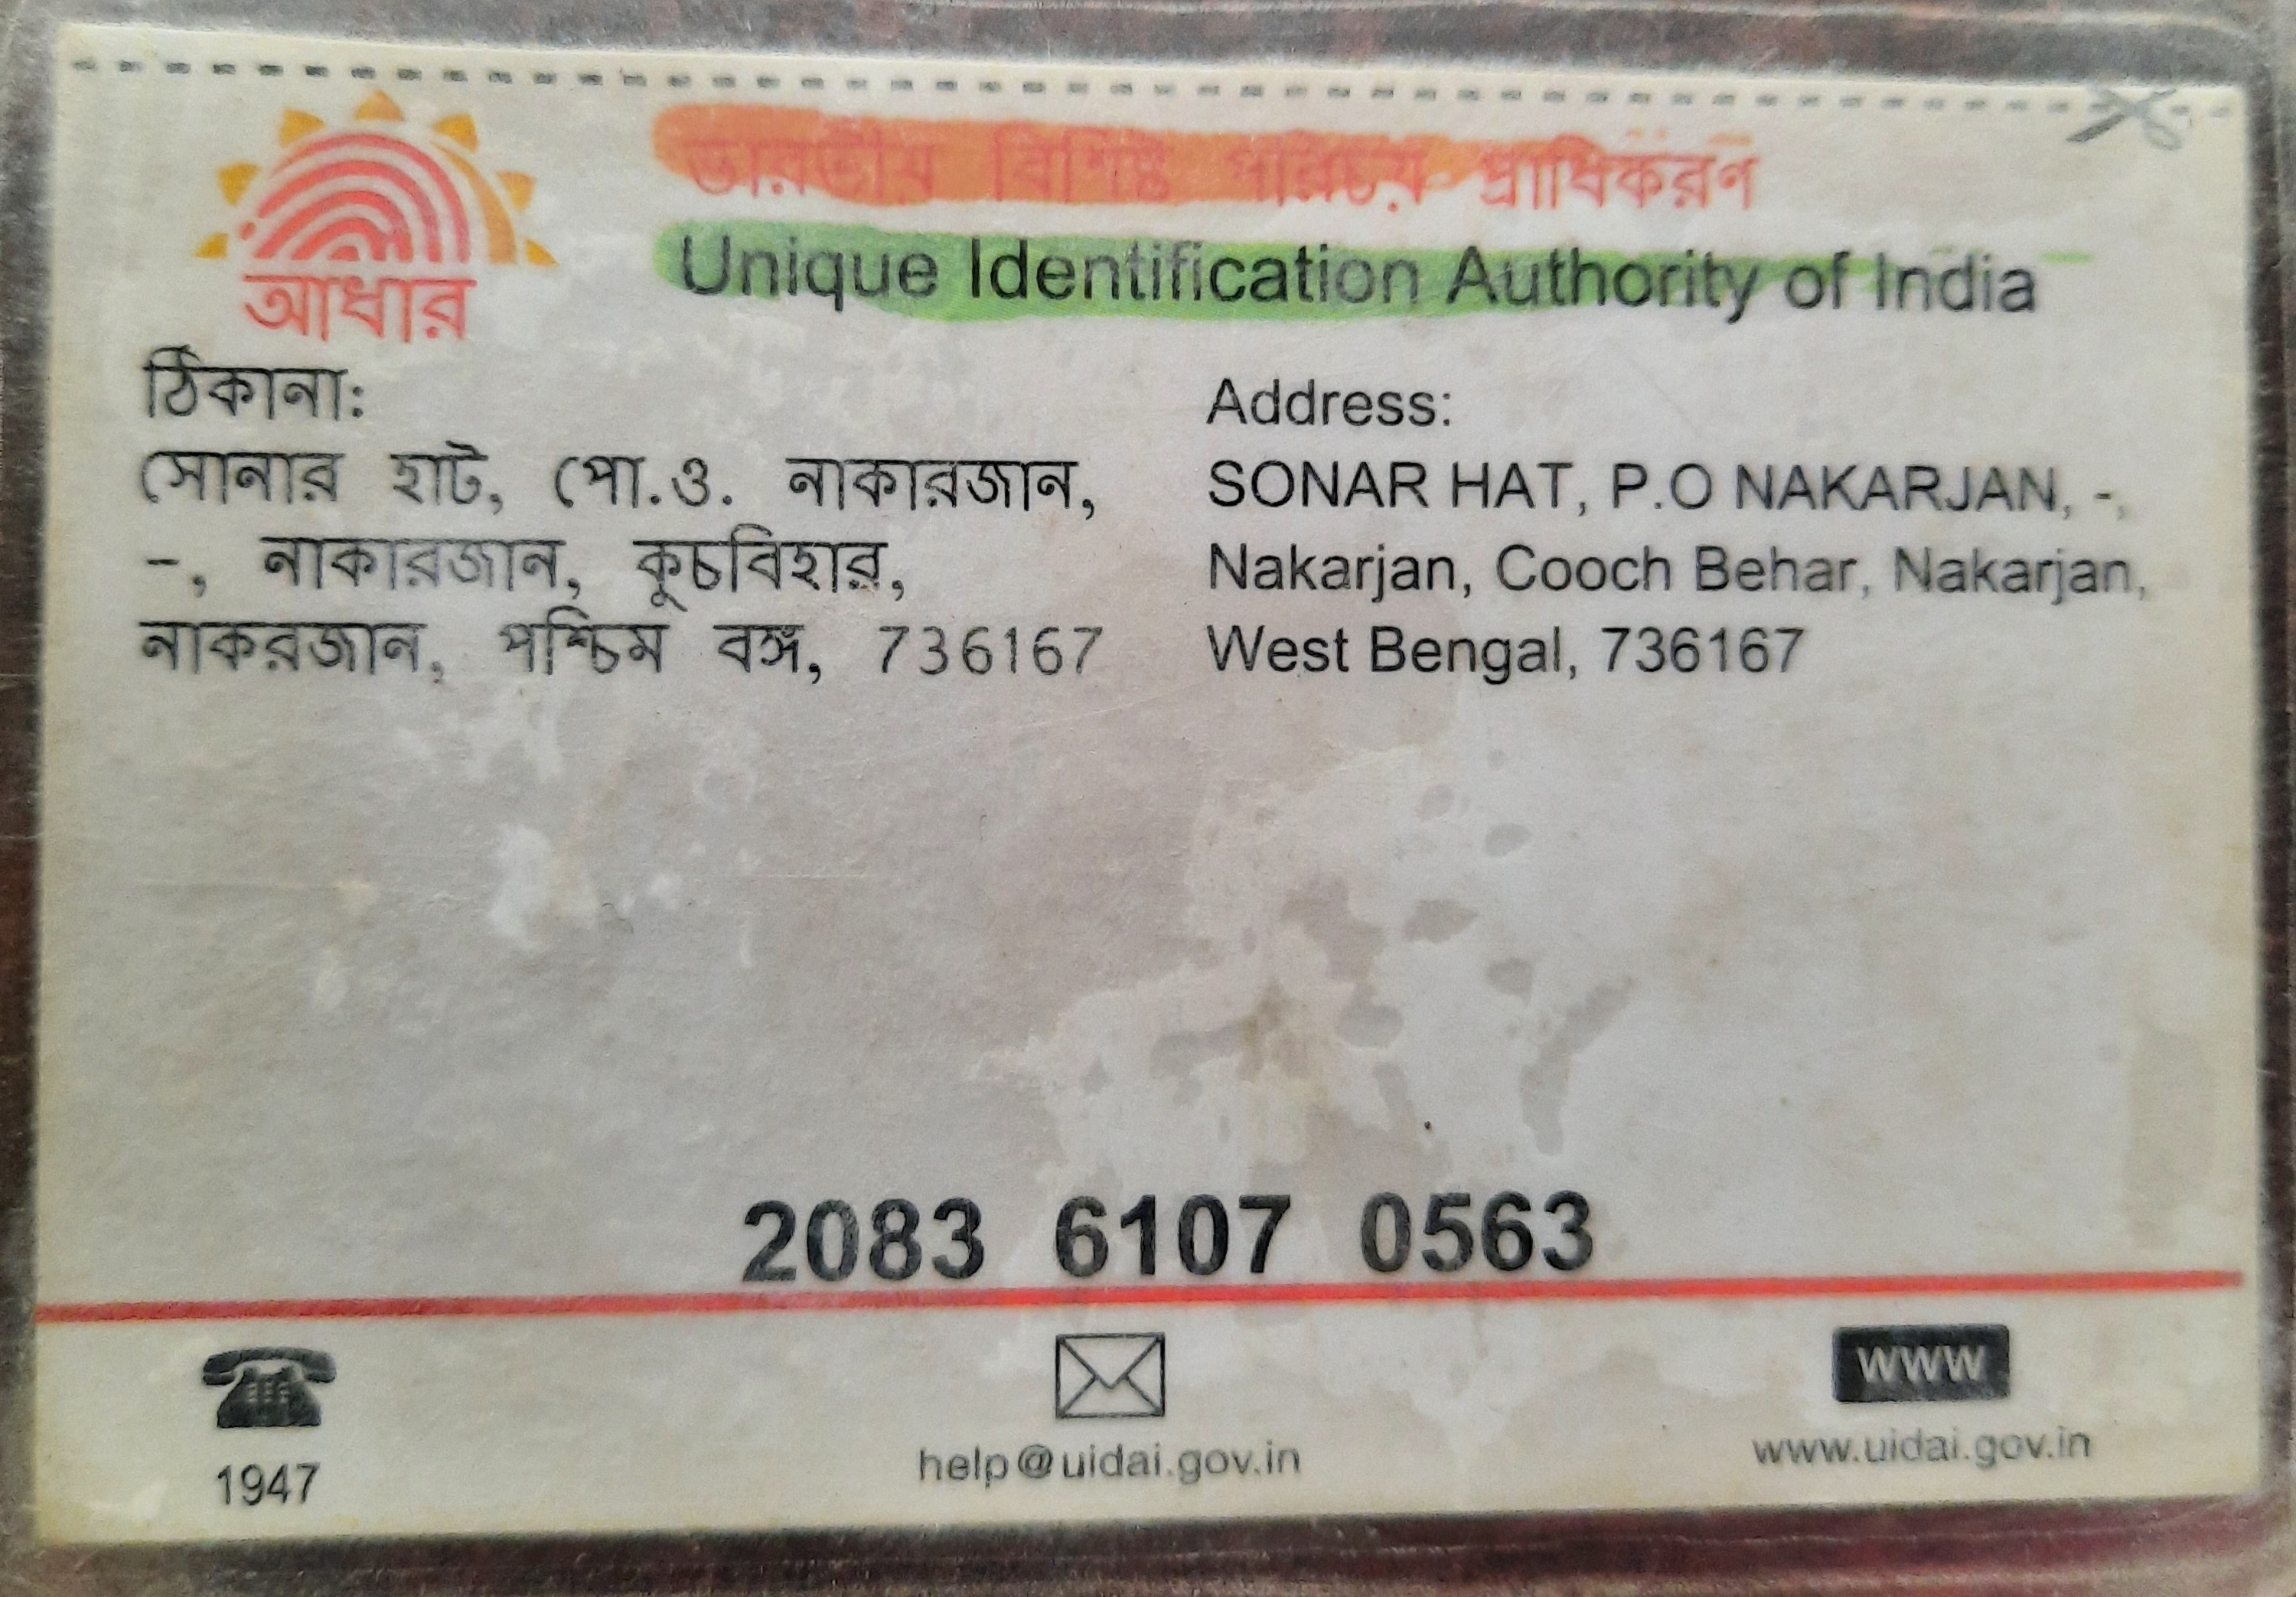 ভারতীয় বিশিষ্ট পরিচয় প্রাধিকরণ
আধার
Unique Identification Authority of India
ঠিকানা:
সোনার হাট, পো.ও. নাকারজান,
-, নাকারজান, কুচবিহার,
নাকরজান, পশ্চিম বঙ্গ, 736167
Address:
SONAR HAT, P.O NAKARJAN, -,
Nakarjan, Cooch Behar, Nakarjan,
West Bengal, 736167
2083 6107 0563
1947
help@uidai.gov.in
WWW
www.uidai.gov.in